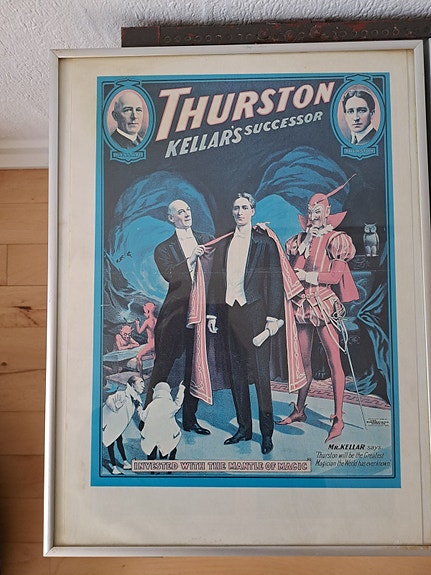 THURSTON
KELLAR'S SUCCESSOR
"INVESTED WITH THE MANTLE OF MAGIC"
MR. KELLAR says
"Thurston will be the Greatest
Magician the World has ever known